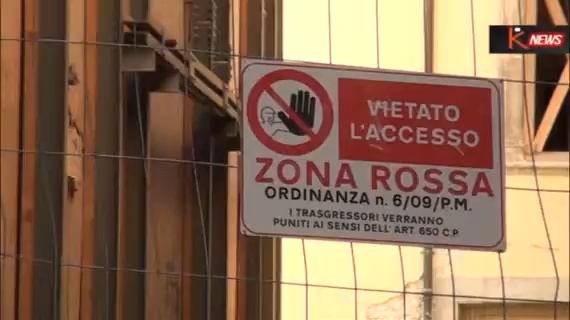 K NEWS
VIETATO
L'ACCESSO
ZONA ROSSA
ORDINANZA n. 6/09/P.M.
I TRASGRESSORI VERRANNO
PUNITI AI SENSI DELL' ART. 650 C.P.